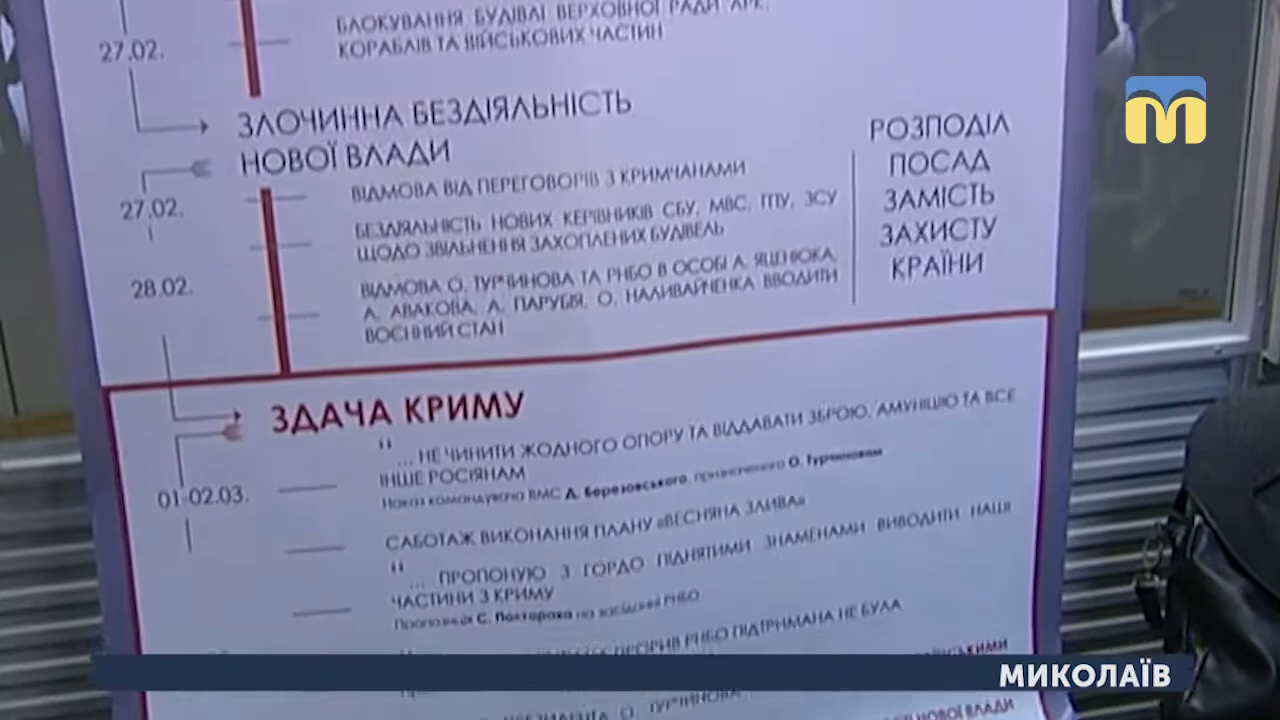 БЛОКУВАННЯ БУДІВЛІ ВЕРХОВНОЇ РАДИ АРК,
27.02.
КОРАБЛІВ ТА ВІЙСЬКОВИХ ЧАСТИН
ЗЛОЧИННА БЕЗДІЯЛЬНІСТЬ
НОВОЇ ВЛАДИ
27.02.
ВІДМОВА ВІД ПЕРЕГОВОРІВ З КРИМЧАНАМИ
БЕЗДІЯЛЬНІСТЬ НОВИХ КЕРІВНИКІВ СБУ, МВС, ГПУ, ЗСУ
ЩОДО ЗВІЛЬНЕННЯ ЗАХОПЛЕНИХ БУДІВЕЛЬ
28.02.
ВІДМОВА О. ТУРЧИНОВА ТА РНБО В ОСОБІ А. ЯЦЕНЮКА,
А. АВАКОВА, А. ПАРУБІЯ, О. НАЛИВАЙЧЕНКА ВВОДИТИ
ВОЄННИЙ СТАН
РОЗПОДІЛ
ПОСАД
ЗАМІСТЬ
ЗАХИСТУ
КРАЇНИ
ЗДАЧА КРИМУ
01-02.03.
"... НЕ ЧИНИТИ ЖОДНОГО ОПОРУ ТА ВІДДАВАТИ ЗБРОЮ, АМУНІЦІЮ ТА ВСЕ
ІНШЕ РОСІЯНАМ
Наказ командувача ВМС Д. Березовського, призначеного О. Турчиновим
САБОТАЖ ВИКОНАННЯ ПЛАНУ «ВЕСНЯНА ЗЛИВА»
"... ПРОПОНУЮ З ГОРДО ПІДНЯТИМИ ЗНАМЕНАМИ ВИВОДИТИ НАШІ
ЧАСТИНИ З КРИМУ
Пропозиція С. Полторака на засіданні РНБО
ПРОРИВ РНБО ПІДТРИМАНА НЕ БУЛА
О. ТУРЧИНОВА
НОВОЇ ВЛАДИ
МИКОЛАЇВ